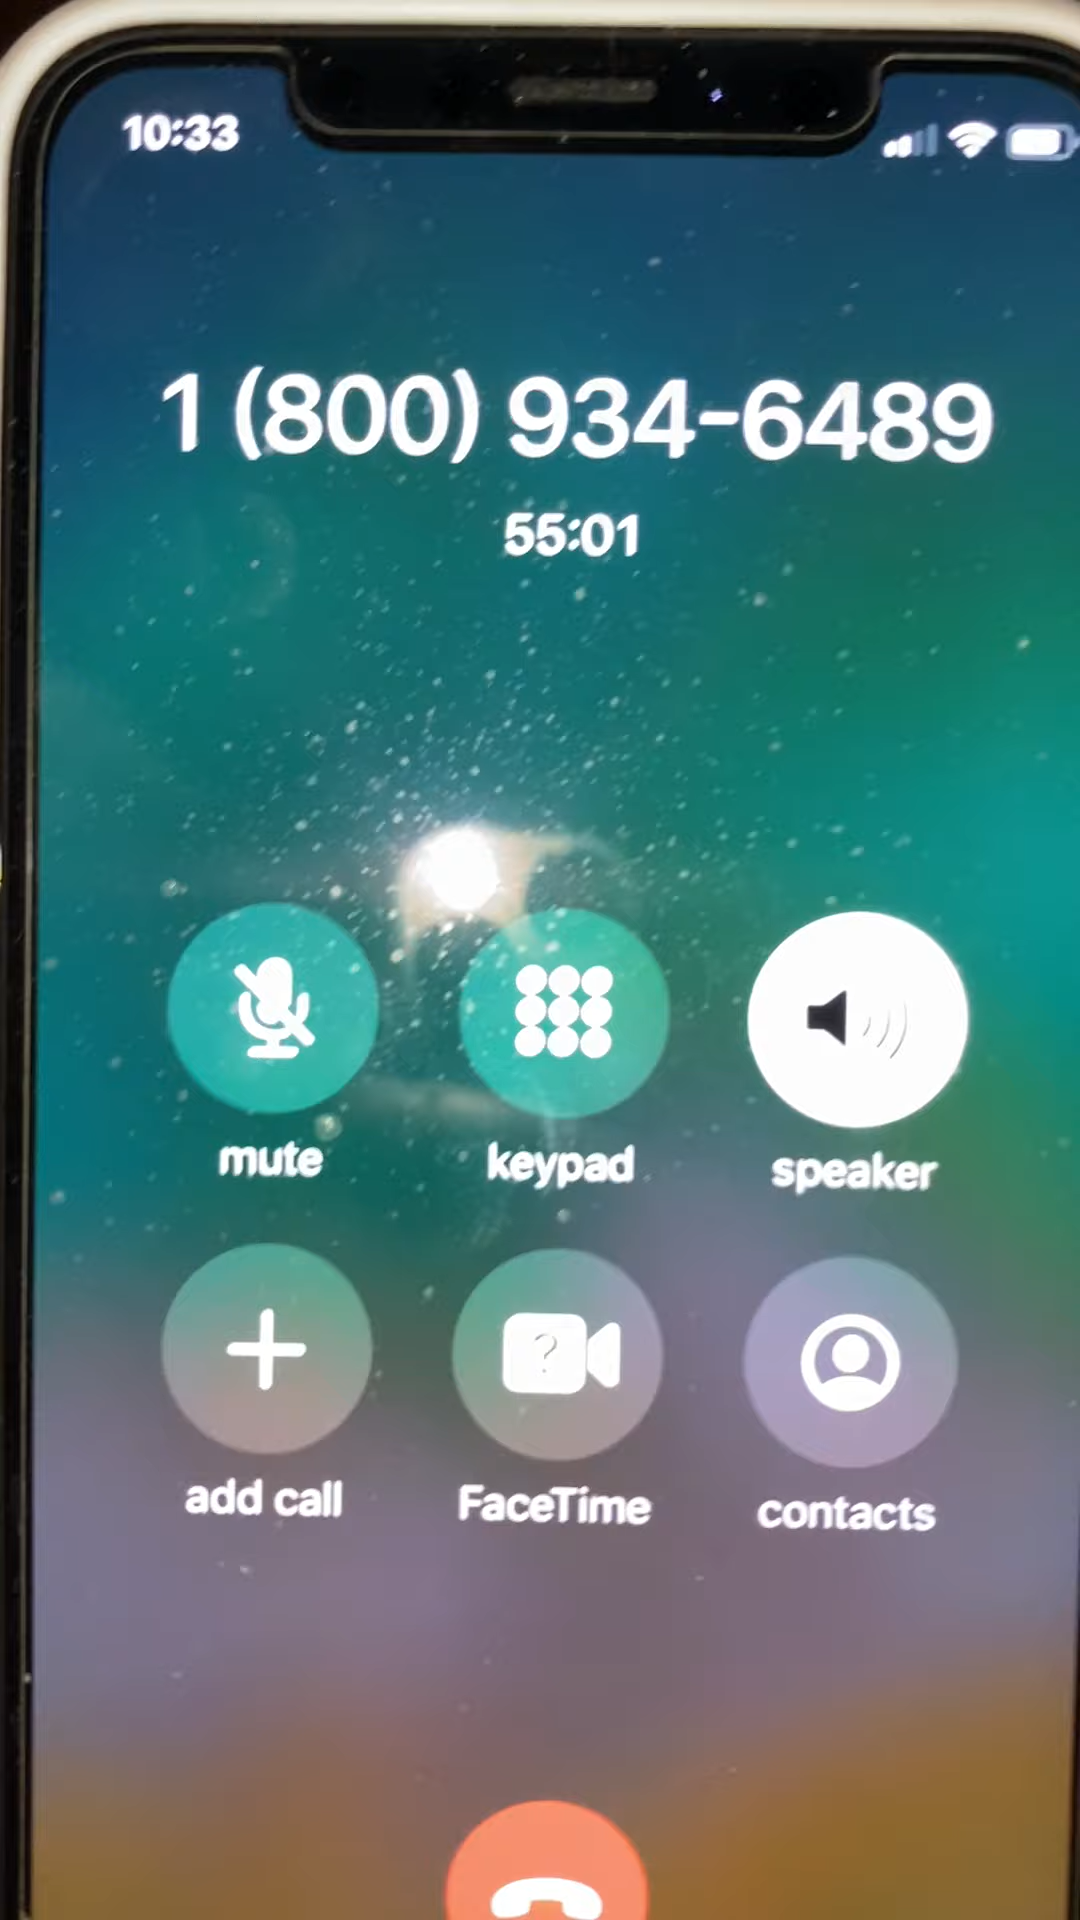 10:33
1 (800) 934-6489
55:01
mute keypad speaker
?
add call FaceTime contacts